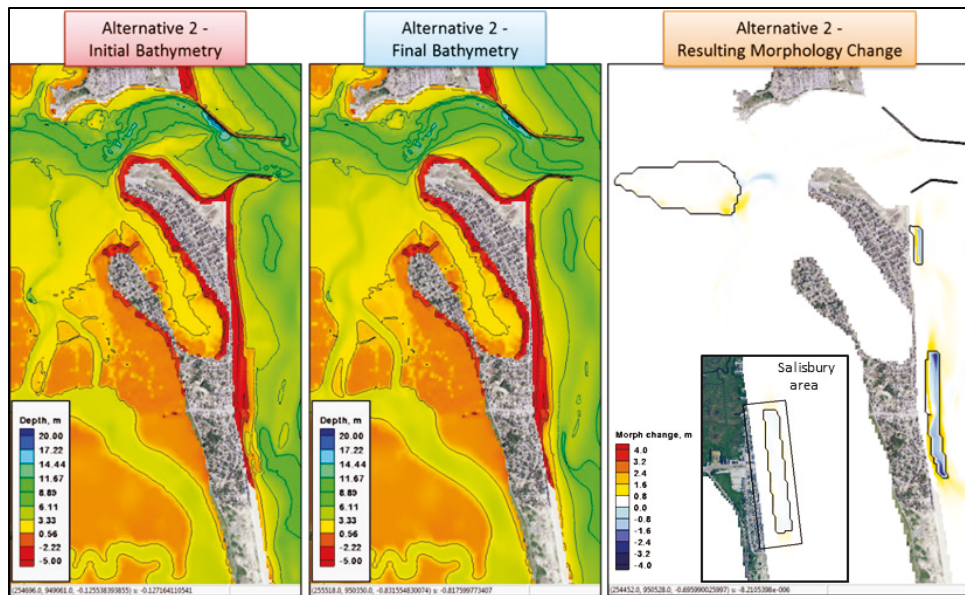 Alternative 2 -
Initial Bathymetry
Alternative 2 -
Final Bathymetry
Alternative 2 -
Resulting Morphology Change
Depth, m
20.00
17.22
14.44
11.67
8.89
6.11
3.33
0.56
-2.22
-5.00
Depth, m
20.00
17.22
14.44
11.67
8.89
6.11
3.33
0.56
-2.22
-5.00
Salisbury
area
Morph change, m
4.0
3.2
2.4
1.6
0.8
0.0
-0.8
-1.6
-2.4
-3.2
-4.0
(254696.0, 949061.0, -0.125538393855) s: -0.127164110541
(255518.0, 950350.0, -0.831554830074) s: -0.817599773407
(254452.0, 950528.0, -0.695990025997) s: -8.2105398e-006